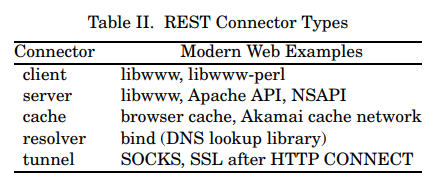 Table II. REST Connector Types
Connector Modern Web Examples
client libwww, libwww-perl
server libwww, Apache API, NSAPI
cache browser cache, Akamai cache network
resolver bind (DNS lookup library)
tunnel SOCKS, SSL after HTTP CONNECT